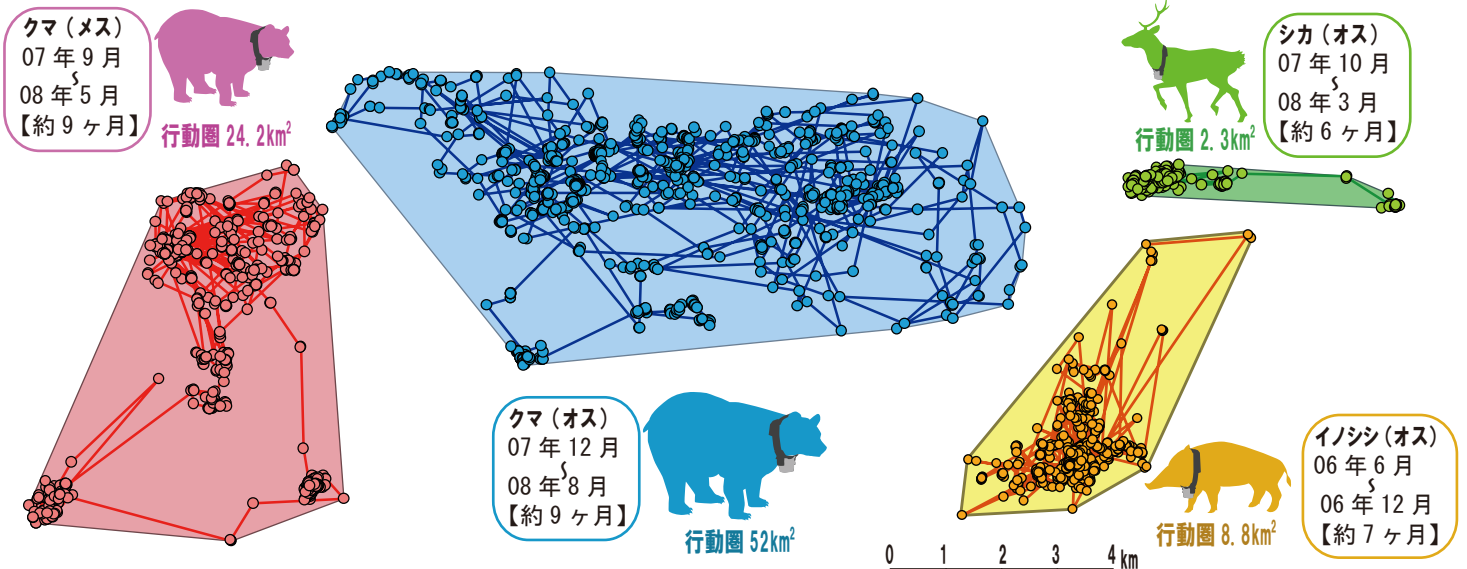 クマ（メス）
07 年 9 月
～
08 年 5 月
【約 9 ヶ月】
行動圏 24.2km²
シカ（オス）
07 年 10 月
～
08 年 3 月
【約 6 ヶ月】
行動圏 2.3km²
クマ（オス）
07 年 12 月
～
08 年 8 月
【約 9 ヶ月】
行動圏 52km²
イノシシ（オス）
06 年 6 月
～
06 年 12 月
【約 7 ヶ月】
行動圏 8.8km²
0 1 2 3 4 km